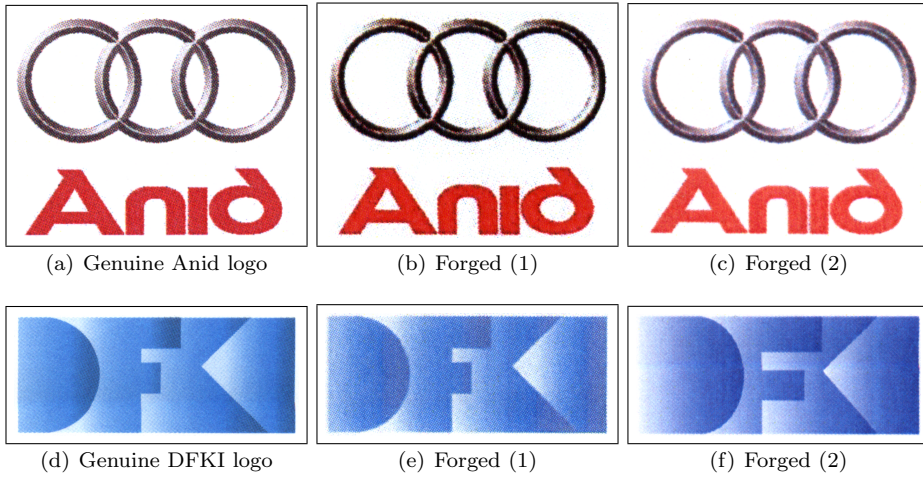 Anid
Anid
Anid
(a) Genuine Anid logo
(b) Forged (1)
(c) Forged (2)
DFKI
DFKI
DFKI
(d) Genuine DFKI logo
(e) Forged (1)
(f) Forged (2)